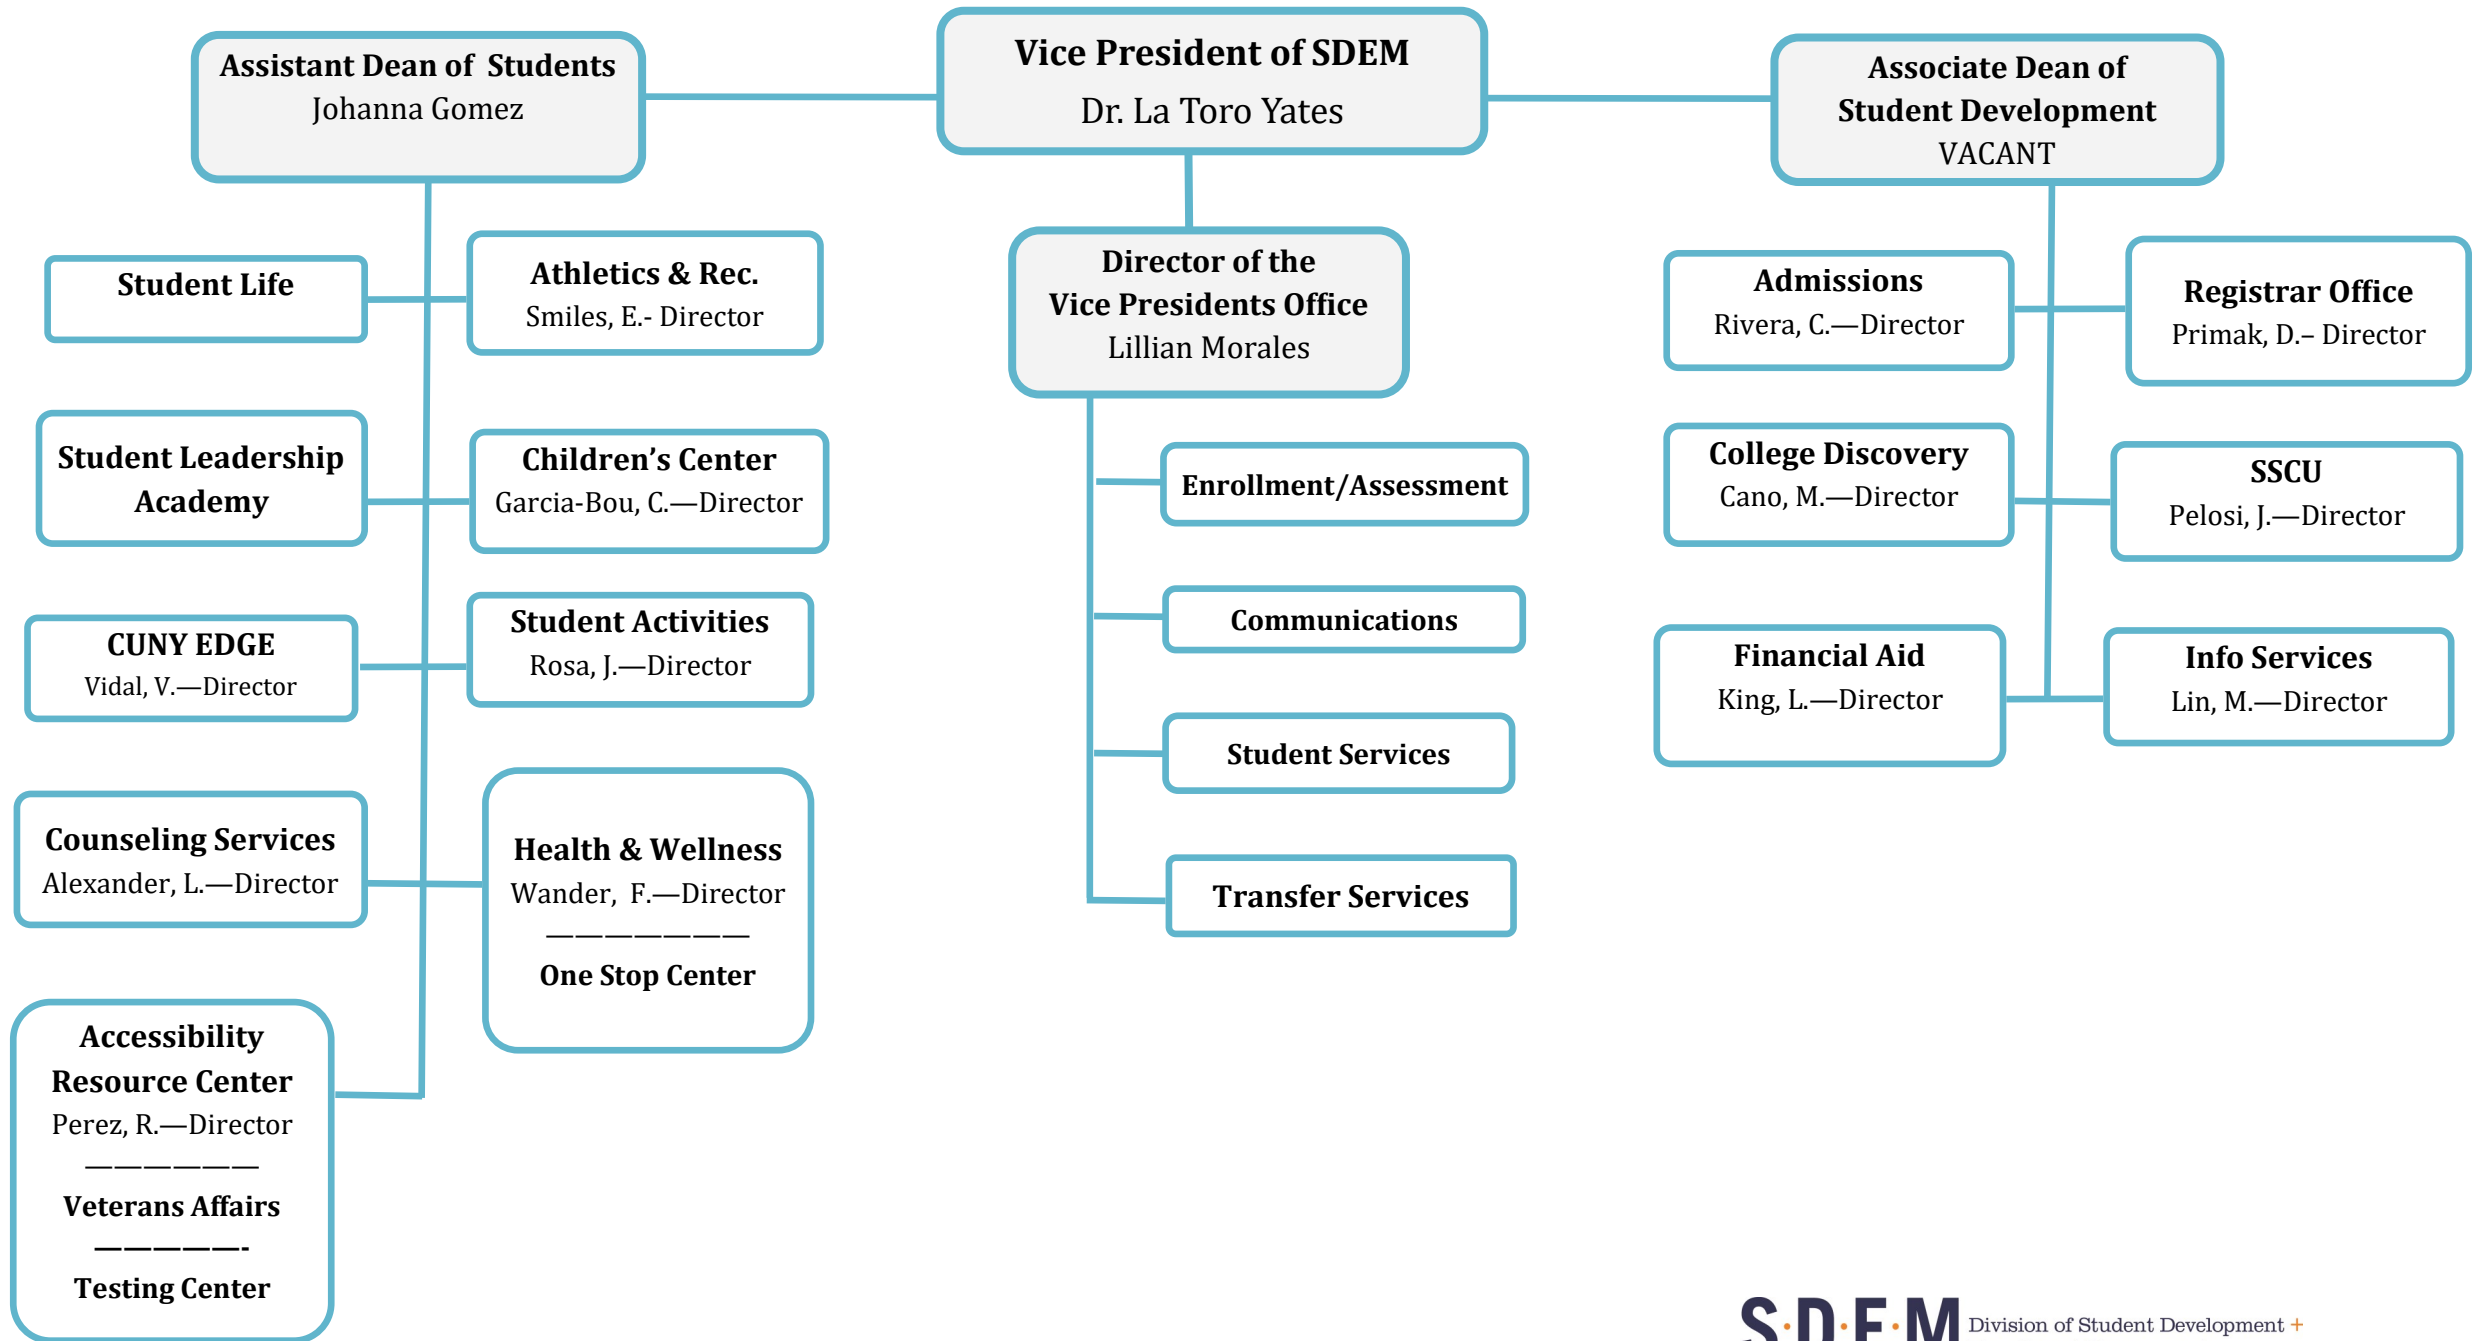 Assistant Dean of Students
Johanna Gomez
Vice President of SDEM
Dr. La Toro Yates
Associate Dean of
Student Development
VACANT
Student Life
Athletics & Rec.
Smiles, E.- Director
Student Leadership
Academy
Children's Center
Garcia-Bou, C.—Director
CUNY EDGE
Vidal, V.—Director
Student Activities
Rosa, J.—Director
Counseling Services
Alexander, L.—Director
Health & Wellness
Wander, F.—Director
———————
One Stop Center
Accessibility
Resource Center
Perez, R.—Director
——————
Veterans Affairs
—————-
Testing Center
Director of the
Vice Presidents Office
Lillian Morales
Enrollment/Assessment
Communications
Student Services
Transfer Services
Admissions
Rivera, C.—Director
Registrar Office
Primak, D.– Director
College Discovery
Cano, M.—Director
SSCU
Pelosi, J.—Director
Financial Aid
King, L.—Director
Info Services
Lin, M.—Director
S·D·E·M Division of Student Development +